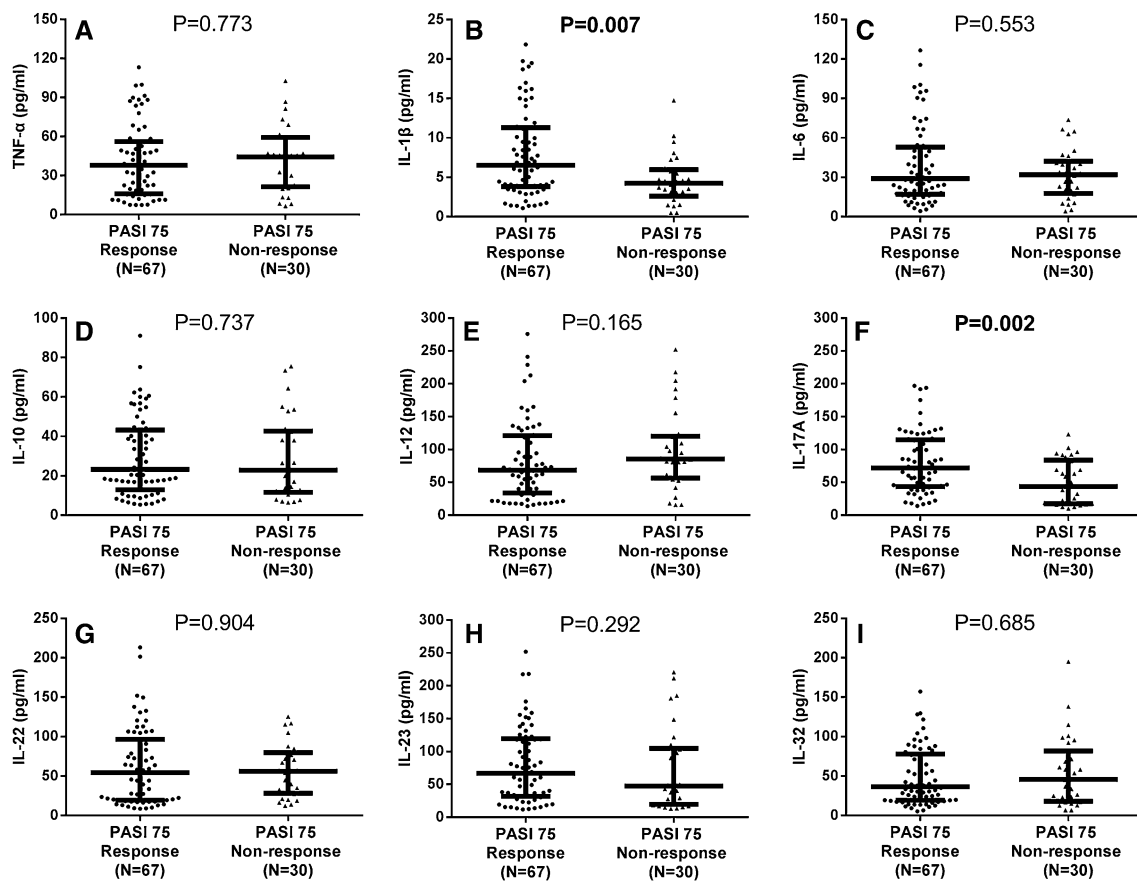 A
P=0.773
TNF-α (pg/ml)
150
120
90
60
30
0
PASI 75
Response
(N=67)
PASI 75
Non-response
(N=30)
B
P=0.007
IL-1β (pg/ml)
25
20
15
10
5
0
PASI 75
Response
(N=67)
PASI 75
Non-response
(N=30)
C
P=0.553
IL-6 (pg/ml)
150
120
90
60
30
0
PASI 75
Response
(N=67)
PASI 75
Non-response
(N=30)
D
P=0.737
IL-10 (pg/ml)
100
80
60
40
20
0
PASI 75
Response
(N=67)
PASI 75
Non-response
(N=30)
E
P=0.165
IL-12 (pg/ml)
300
250
200
150
100
50
0
PASI 75
Response
(N=67)
PASI 75
Non-response
(N=30)
F
P=0.002
IL-17A (pg/ml)
300
250
200
150
100
50
0
PASI 75
Response
(N=67)
PASI 75
Non-response
(N=30)
G
P=0.904
IL-22 (pg/ml)
250
200
150
100
50
0
PASI 75
Response
(N=67)
PASI 75
Non-response
(N=30)
H
P=0.292
IL-23 (pg/ml)
300
250
200
150
100
50
0
PASI 75
Response
(N=67)
PASI 75
Non-response
(N=30)
I
P=0.685
IL-32 (pg/ml)
250
200
150
100
50
0
PASI 75
Response
(N=67)
PASI 75
Non-response
(N=30)